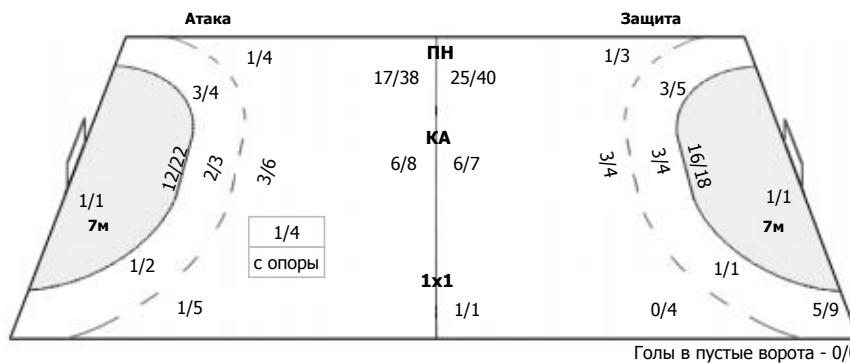 Атака Защита
1/4 ПН 1/3
17/38 25/40
3/4 3/5
КА
12/22 2/3 3/6 6/8 6/7 3/4 3/4 16/18
1/1 1/1
7м 7м
1/4
с опоры
1/2 1/1
1x1
1/5 1/1 0/4 5/9
Голы в пустые ворота - 0/